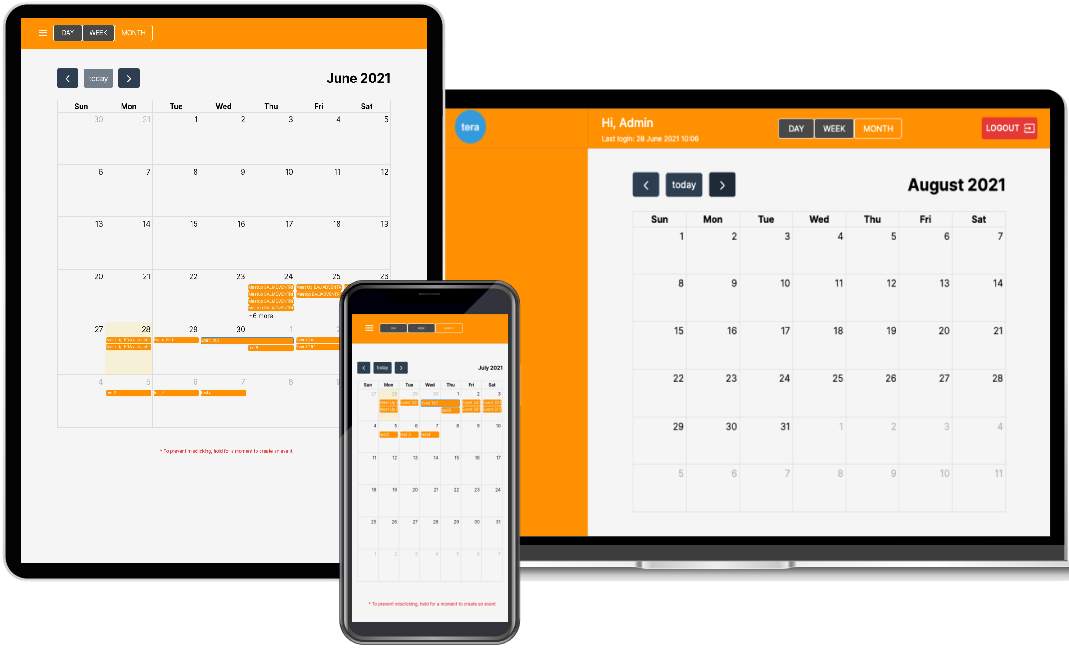 DAY WEEK MONTH
today
June 2021
Sun Mon Tue Wed Thu Fri Sat
30 31 1 2 3 4 5
6 7 8 9 10 11 12
13 14 15 16 17 18 19
20 21 22 23 24 25 26
+6 more
27 28 29 30 1
4 5 6 7 8 9
* To prevent misclicking, hold for a moment to create an event
tera
Hi, Admin
Last login: 28 June 2021 10:06
DAY WEEK MONTH
LOGOUT
today
August 2021
Sun Mon Tue Wed Thu Fri Sat
1 2 3 4 5 6 7
8 9 10 11 12 13 14
15 16 17 18 19 20 21
22 23 24 25 26 27 28
29 30 31 1 2 3 4
5 6 7 8 9 10 11
today
July 2021
Sun Mon Tue Wed Thu Fri Sat
27 28 29 30 1 2 3
4 5 6 7 8 9 10
11 12 13 14 15 16 17
18 19 20 21 22 23 24
25 26 27 28 29 30 31
1 2 3 4 5 6 7
* To prevent misclicking, hold for a moment to create an event